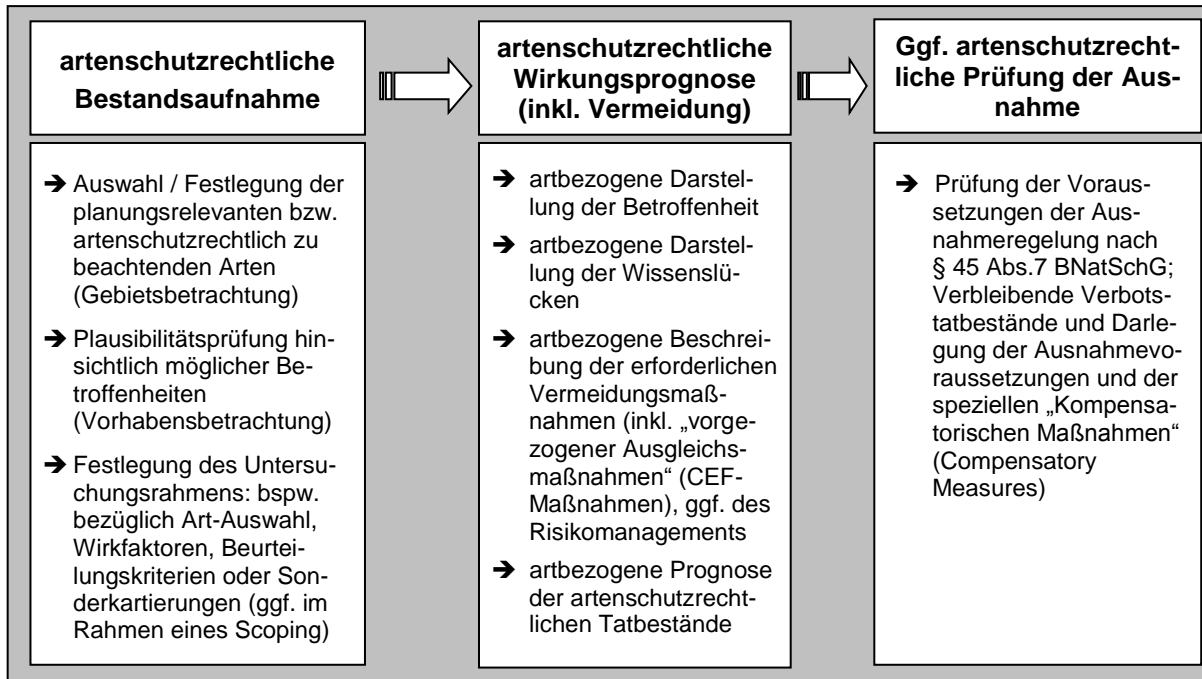 artenschutzrechtliche
Bestandsaufnahme
➔ Auswahl / Festlegung der
planungsrelevanten bzw.
artenschutzrechtlich zu
beachtenden Arten
(Gebietsbetrachtung)
➔ Plausibilitätsprüfung hin-
sichtlich möglicher Be-
troffenheiten
(Vorhabensbetrachtung)
➔ Festlegung des Untersu-
chungsrahmens: bspw.
bezüglich Art-Auswahl,
Wirkfaktoren, Beurtei-
lungskriterien oder Son-
derkartierungen (ggf. im
Rahmen eines Scoping)
artenschutzrechtliche
Wirkungsprognose
(inkl. Vermeidung)
➔ artbezogene Darstel-
lung der Betroffenheit
➔ artbezogene Darstel-
lung der Wissenslü-
cken
➔ artbezogene Beschrei-
bung der erforderlichen
Vermeidungsmaß-
nahmen (inkl. „vorge-
zogener Ausgleichs-
maßnahmen“ (CEF-
Maßnahmen), ggf. des
Risikomanagements
➔ artbezogene Prognose
der artenschutzrecht-
lichen Tatbestände
Ggf. artenschutzrecht-
liche Prüfung der Aus-
nahme
➔ Prüfung der Voraus-
setzungen der Aus-
nahmeregelung nach
§ 45 Abs.7 BNatSchG;
Verbleibende Verbots-
tatbestände und Darle-
gung der Ausnahmevo-
raussetzungen und der
speziellen „Kompensa-
torischen Maßnahmen“
(Compensatory
Measures)